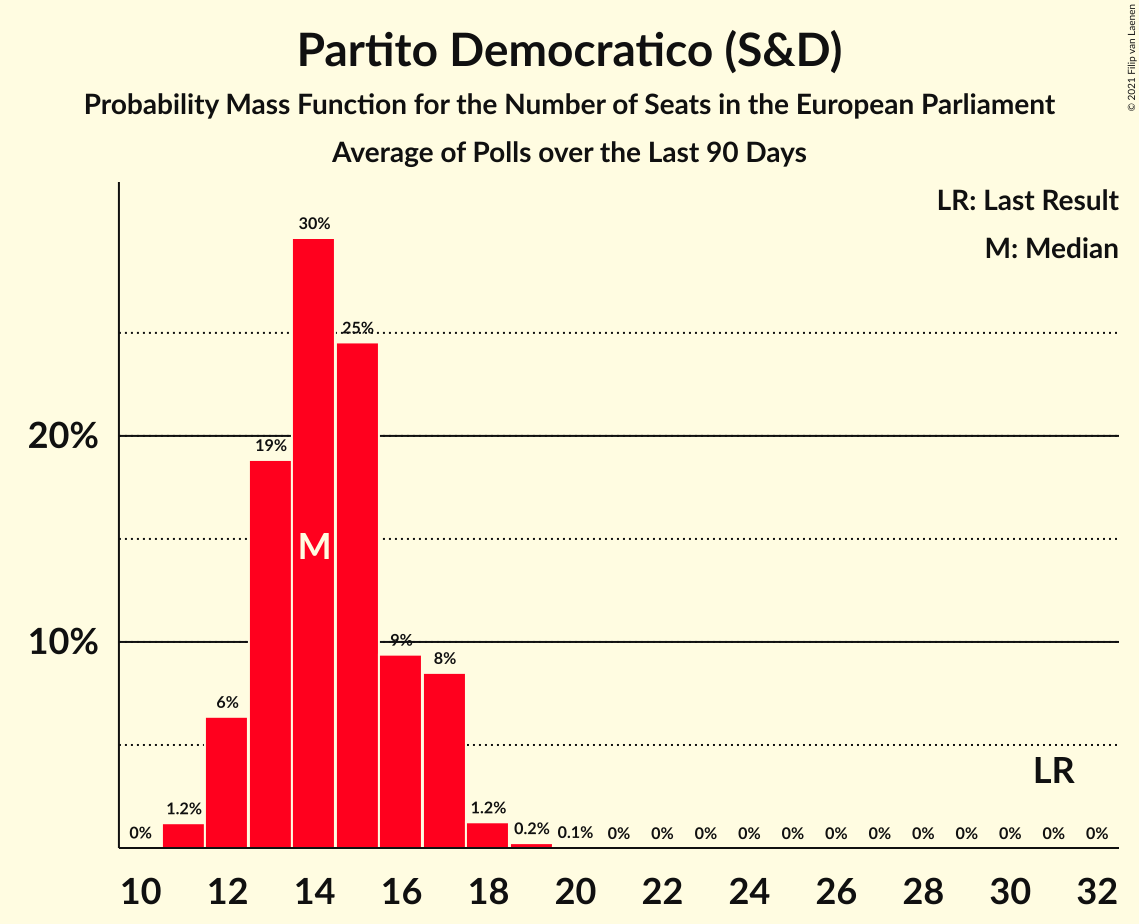 Partito Democratico (S&D)
Probability Mass Function for the Number of Seats in the European Parliament
Average of Polls over the Last 90 Days
© 2021 Filip van Laenen
LR: Last Result
M: Median
30%
25%
20%
19%
M
10%
9%
8%
6%
LR
0% 1.2% 1.2% 0.2% 0.1% 0% 0% 0% 0% 0% 0% 0% 0% 0% 0% 0% 0%
10 12 14 16 18 20 22 24 26 28 30 32